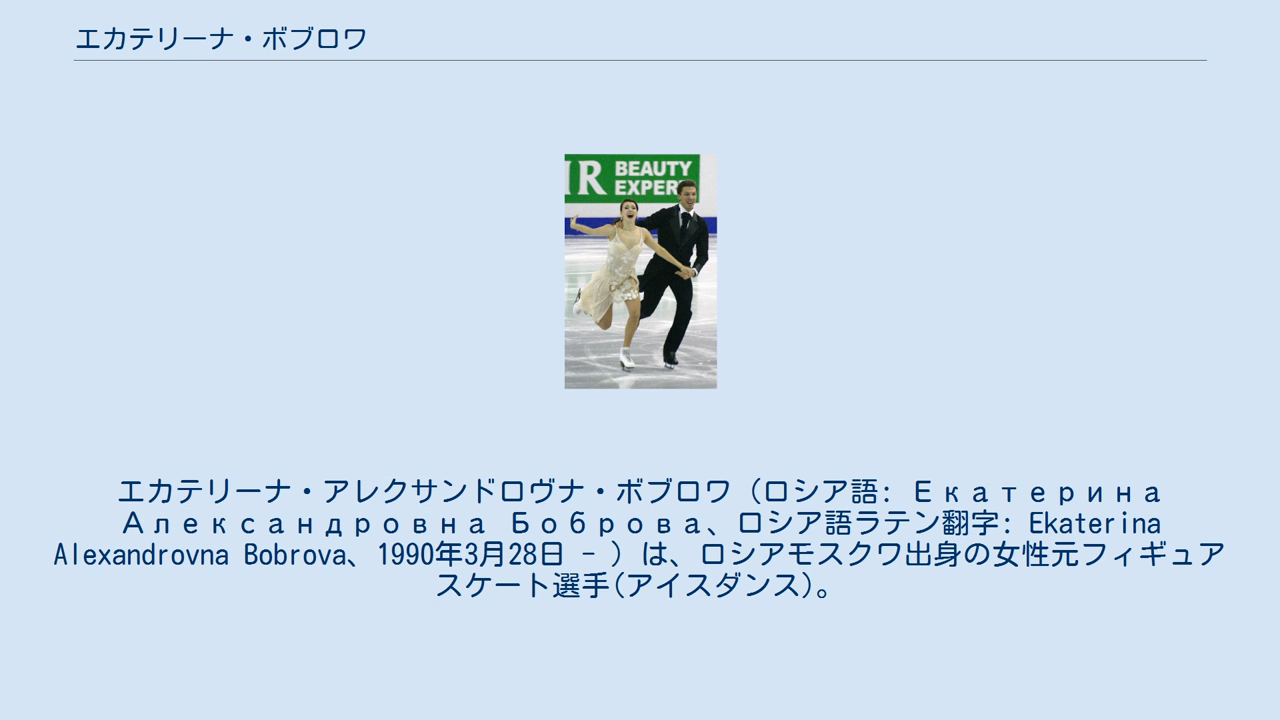 エカテリーナ・ボブロワ
IR BEAUTY
EXPER
エカテリーナ・アレクサンドロヴナ・ボブロワ（ロシア語: Екатерина
Александровна Боброва、ロシア語ラテン翻字: Ekaterina
Alexandrovna Bobrova、1990年3月28日 - ）は、ロシアモスクワ出身の女性元フィギュア
スケート選手(アイスダンス)。